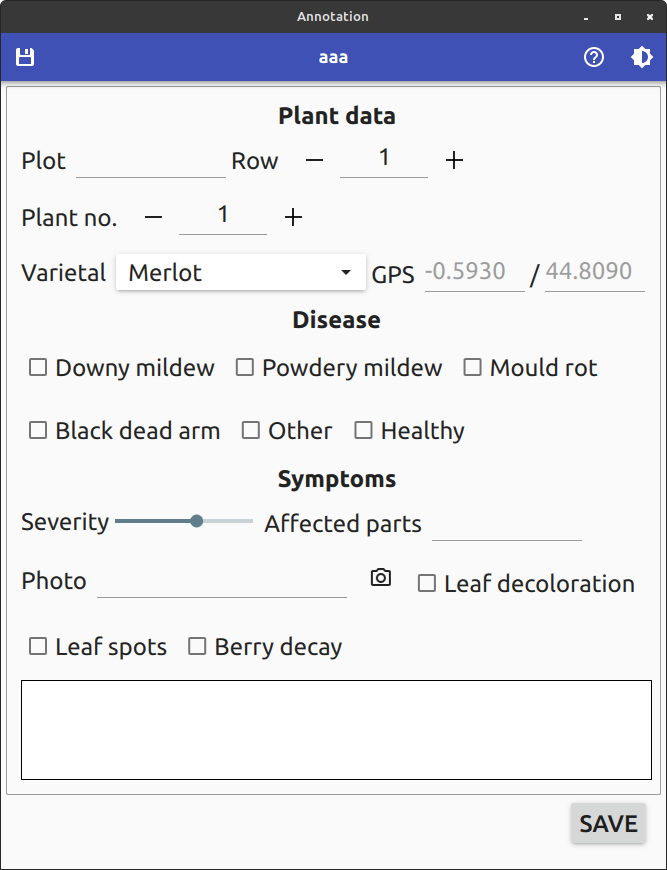 Annotation
aaa
Plant data
Plot Row 1
Plant no. 1
Varietal Merlot GPS -0.5930 / 44.8090
Disease
Downy mildew Powdery mildew Mould rot
Black dead arm Other Healthy
Symptoms
Severity Affected parts
Photo Leaf decoloration
Leaf spots Berry decay
SAVE